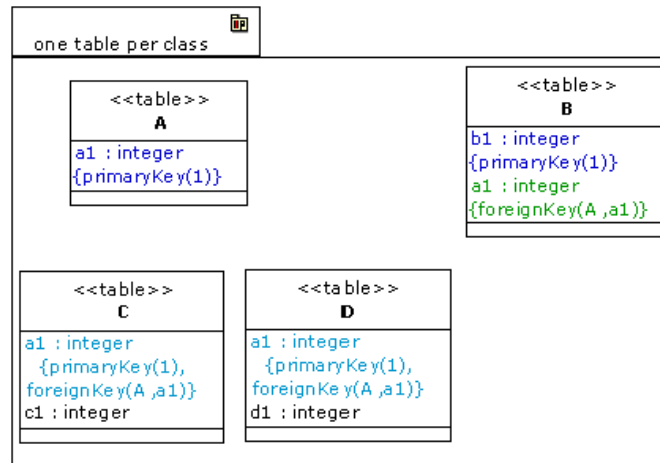 one table per class
<<table>>
A
a1 : integer
{primaryKey(1)}
<<table>>
B
b1 : integer
{primaryKey(1)}
a1 : integer
{foreignKey(A ,a1)}
<<table>>
C
a1 : integer
{primaryKey(1),
foreignKey(A ,a1)}
c1 : integer
<<table>>
D
a1 : integer
{primaryKey(1),
foreignKey(A ,a1)}
d1 : integer